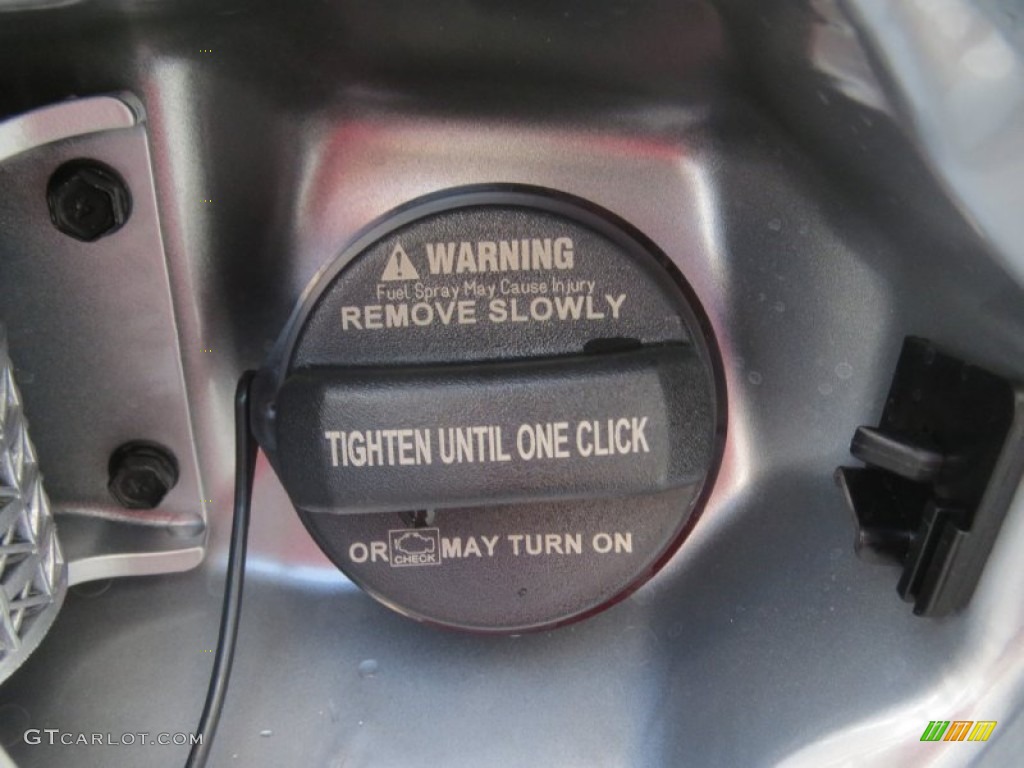 WARNING
Fuel Spray May Cause Injury
REMOVE SLOWLY
TIGHTEN UNTIL ONE CLICK
OR CHECK MAY TURN ON
GTCARLOT.COM